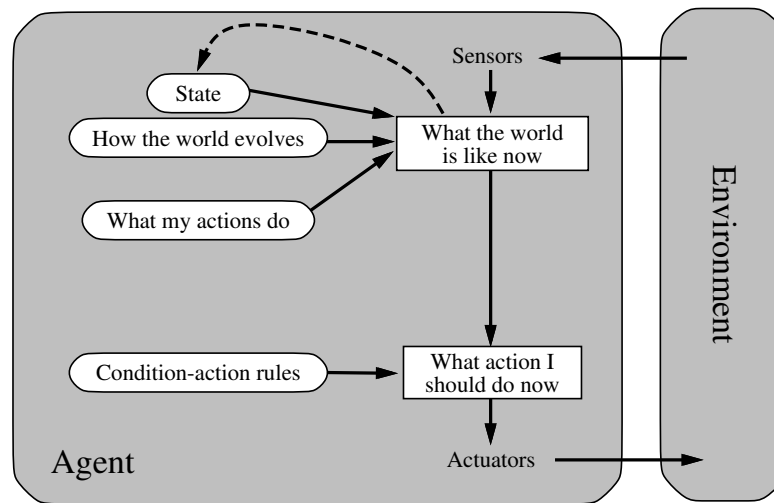 Sensors
State
How the world evolves
What the world
is like now
What my actions do
Condition-action rules
What action I
should do now
Agent
Actuators
Environment